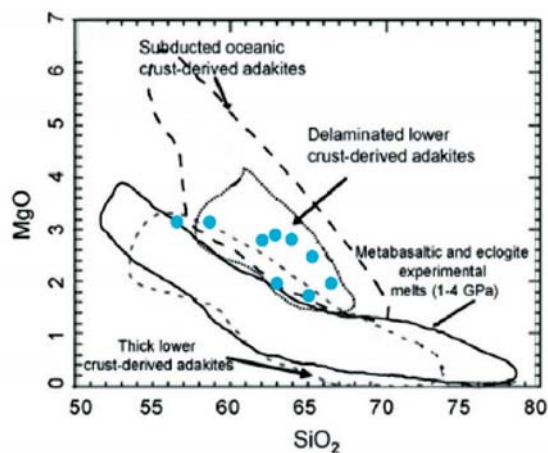 7
6
5
4
3
2
1
0
MgO
Subducted oceanic
crust-derived adakites
Delaminated lower
crust-derived adakites
Metabasaltic and eclogite
experimental
melts (1-4 GPa)
Thick lower
crust-derived adakites
50 55 60 65 70 75 80
SiO₂